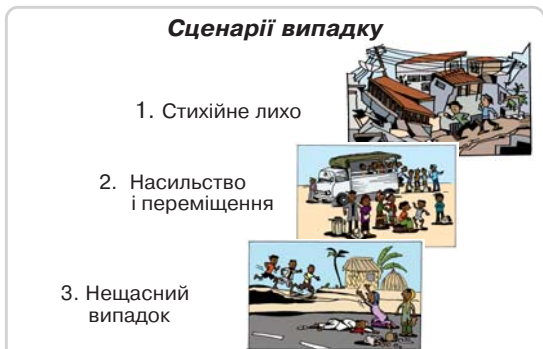 Сценарії випадку
1. Стихійне лихо
2. Насильство
і переміщення
3. Нещасний
випадок